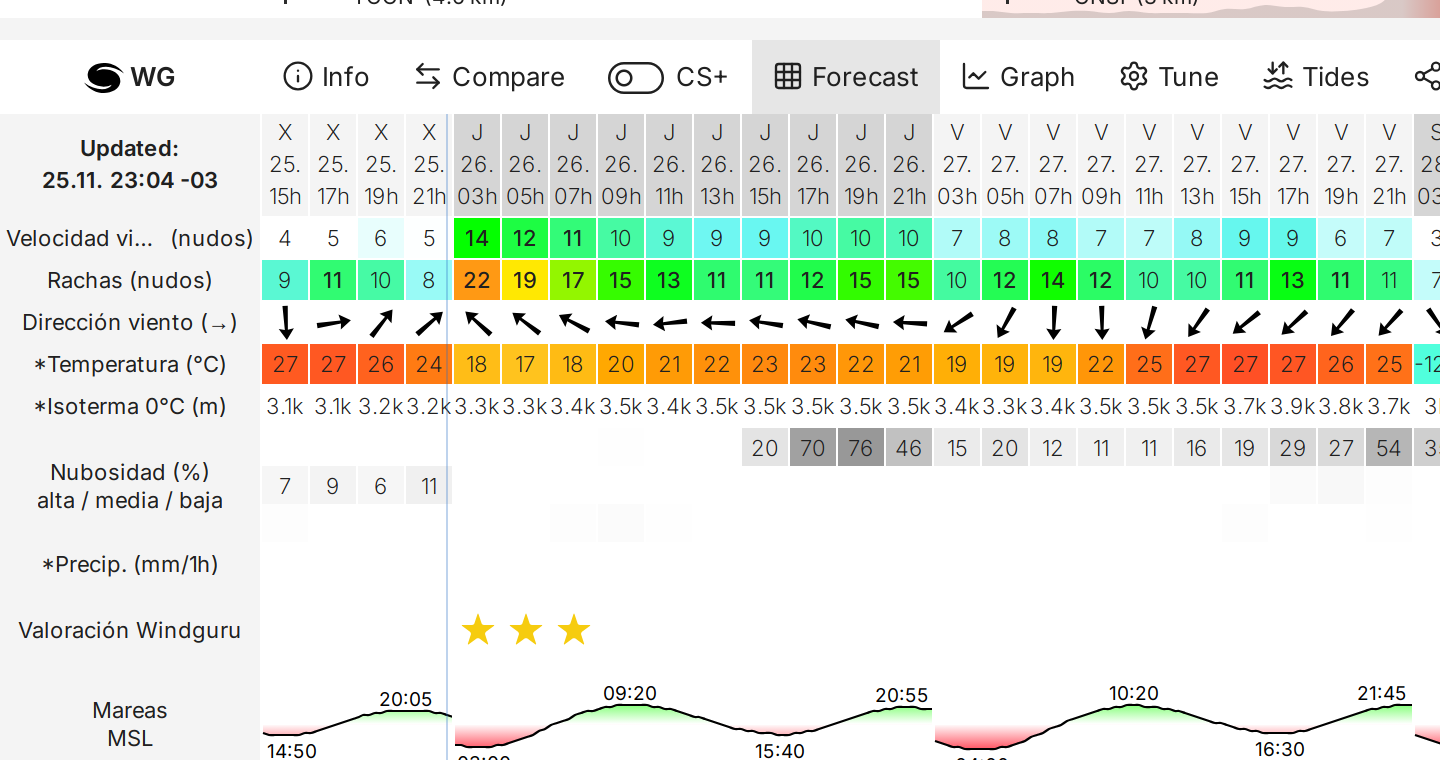 WG Info Compare CS+ Forecast Graph Tune Tides
Updated:
25.11. 23:04 -03
X X X X J J J J J J J J J J V V V V V V V V V V
25. 25. 25. 25. 26. 26. 26. 26. 26. 26. 26. 26. 26. 26. 27. 27. 27. 27. 27. 27. 27. 27. 27. 27.
15h 17h 19h 21h 03h 05h 07h 09h 11h 13h 15h 17h 19h 21h 03h 05h 07h 09h 11h 13h 15h 17h 19h 21h
Velocidad vi... (nudos) 4 5 6 5 14 12 11 10 9 9 9 10 10 10 7 8 8 7 7 8 9 9 6 7 3
Rachas (nudos) 9 11 10 8 22 19 17 15 13 11 11 12 15 15 10 12 14 12 10 10 11 13 11 11 7
Dirección viento (→)
*Temperatura (°C) 27 27 26 24 18 17 18 20 21 22 23 23 22 21 19 19 19 22 25 27 27 27 26 25 -12
*Isoterma 0°C (m) 3.1k 3.1k 3.2k 3.2k 3.3k 3.3k 3.4k 3.5k 3.4k 3.5k 3.5k 3.5k 3.5k 3.5k 3.4k 3.3k 3.4k 3.5k 3.5k 3.5k 3.7k 3.9k 3.8k 3.7k
20 70 76 46 15 20 12 11 11 16 19 29 27 54
Nubosidad (%)
7 9 6 11
alta / media / baja
*Precip. (mm/1h)
Valoración Windguru
20:05 09:20 20:55 10:20 21:45
Mareas
MSL
14:50 15:40 16:30